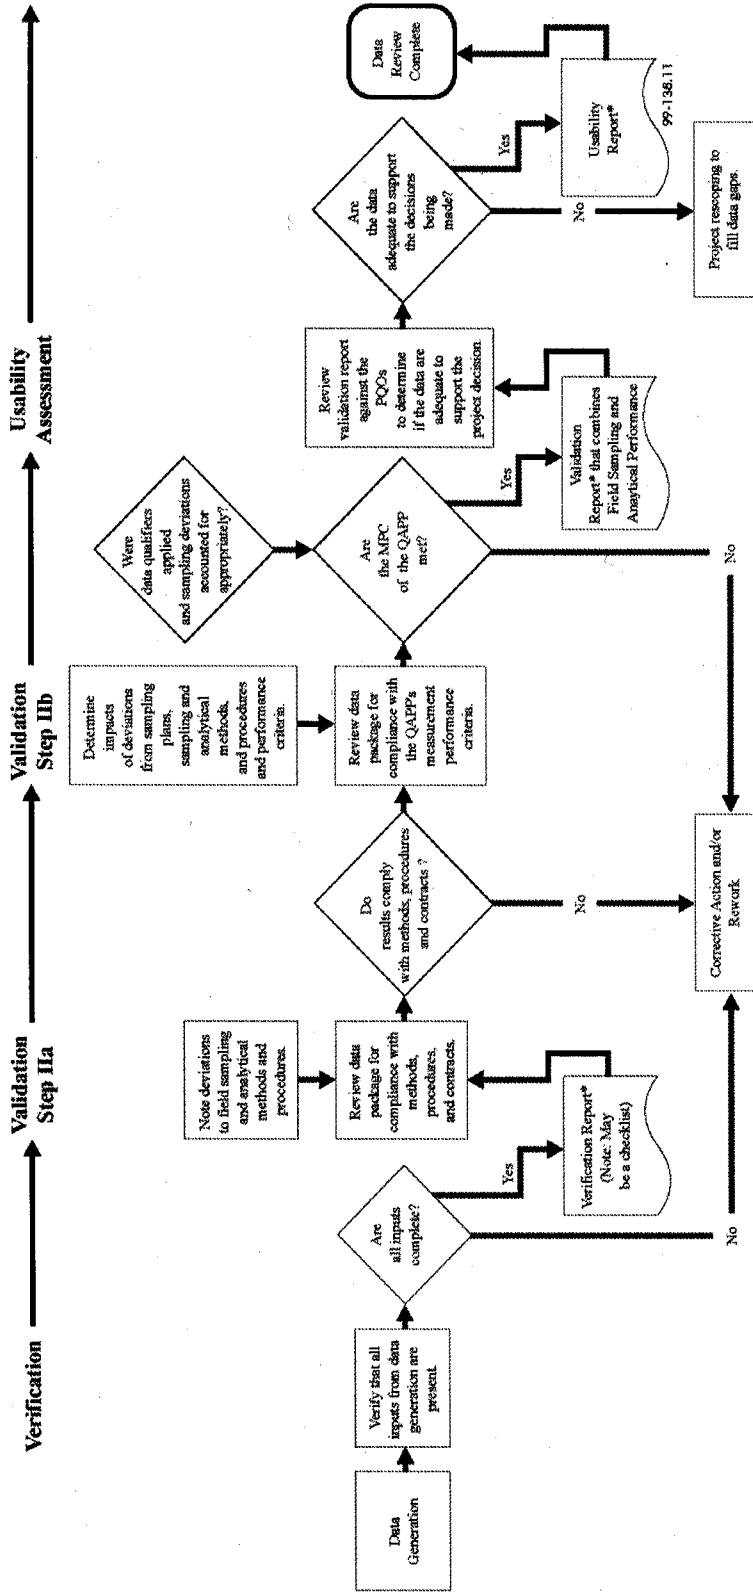 Verification
Validation
Step IIa
Validation
Step IIb
Usability
Assessment
Data
Generation
Verify that all
inputs from data
generation are
present.
Are
all inputs
complete?
Yes
Verification Report*
(Note: May
be a checklist)
No
Note deviations
to field sampling
and analytical
methods and
procedures.
Review data
package for
compliance with
methods,
procedures,
and contracts.
Do
results comply
with methods, procedures
and contracts ?
No
Corrective Action and/or
Rework
Determine
impacts
of deviations
from sampling
plans,
sampling and
analytical
methods,
and procedures
and performance
criteria.
Review data
package for
compliance with
the QAPP's
measurement
performance
criteria.
Were
data qualifiers
applied
and sampling deviations
accounted for
appropriately?
Are
the MPC
of the QAPP
met?
Yes
Validation
Report* that combines
Field Sampling and
Anaytical Performance
No
Review
validation report
against the
PQOs
to determine
if the data are
adequate to
support the
project decision.
Are
the data
adequate to support
the decisions
being
made?
Yes
Usability
Report*
99-138.11
No
Project rescoping to
fill data gaps.
Data
Review
Complete